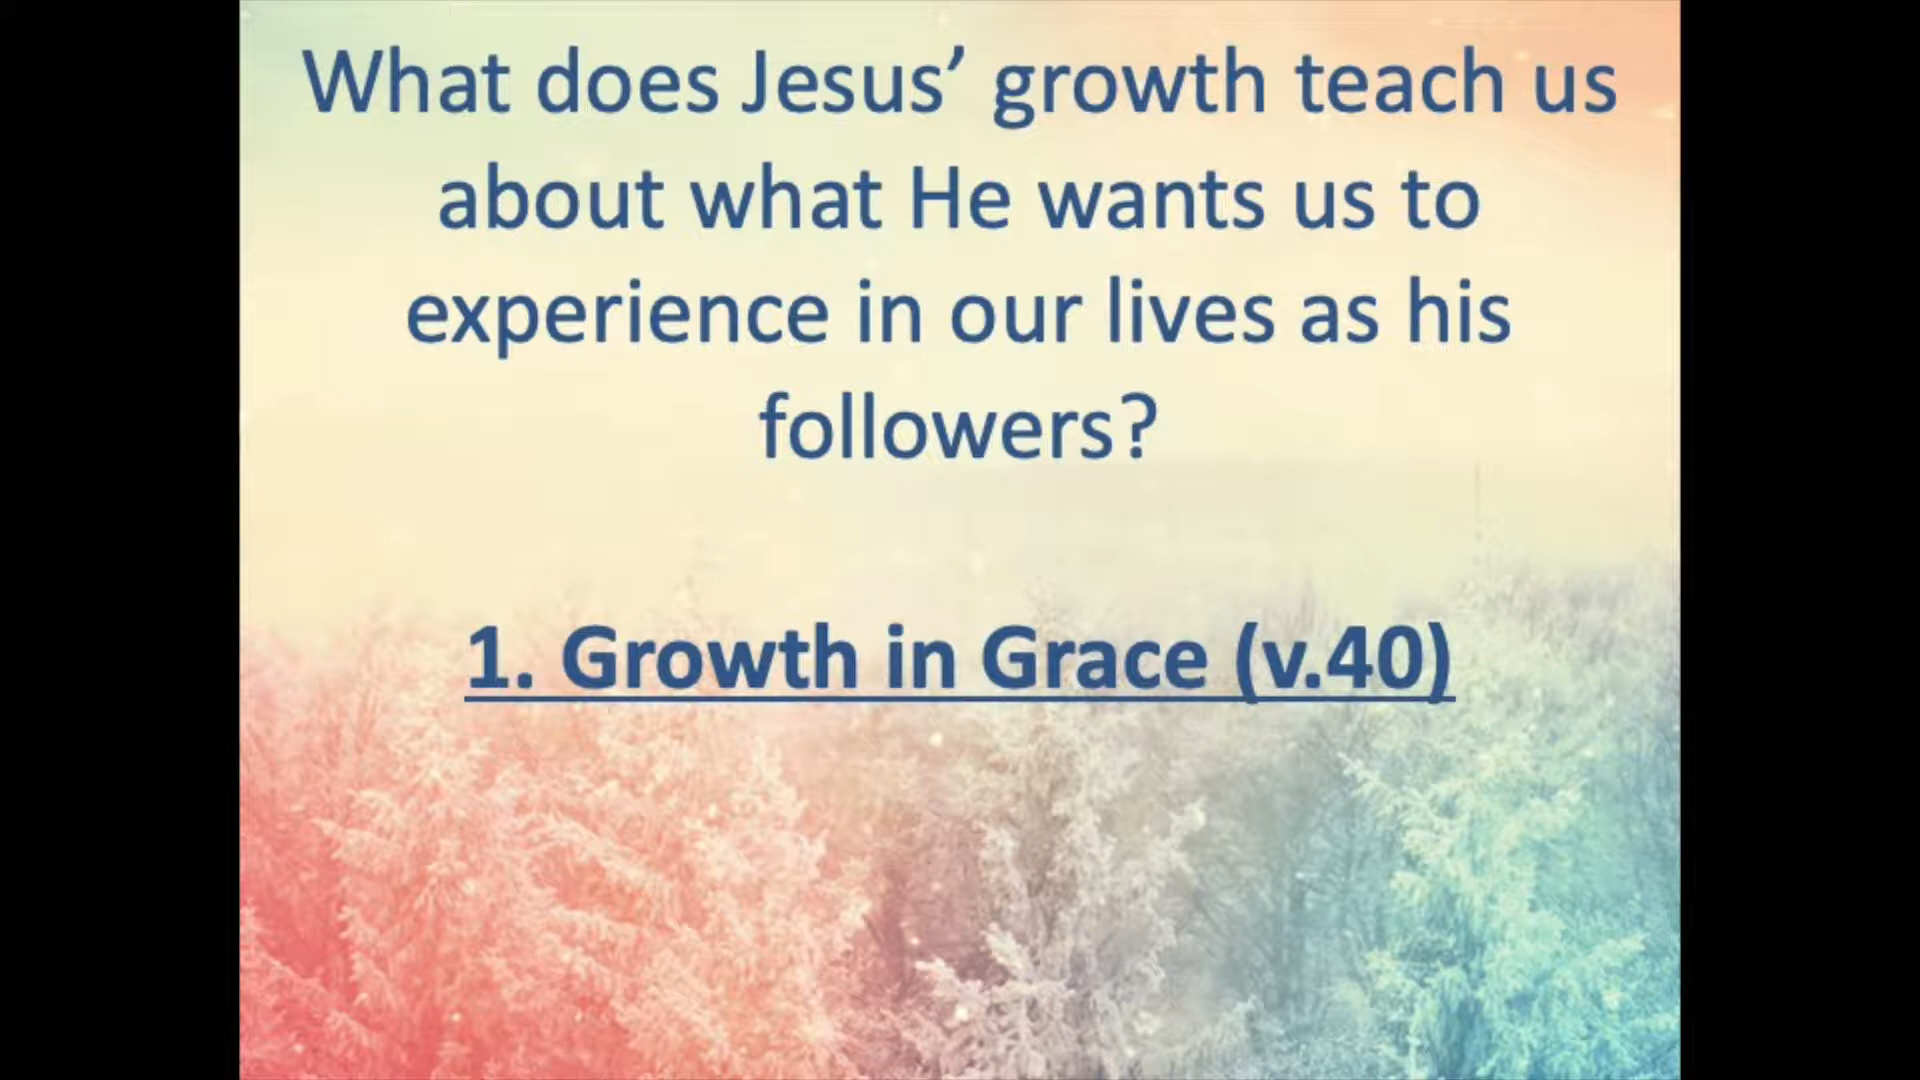 What does Jesus’ growth teach us
about what He wants us to
experience in our lives as his
followers?
1. Growth in Grace (v.40)